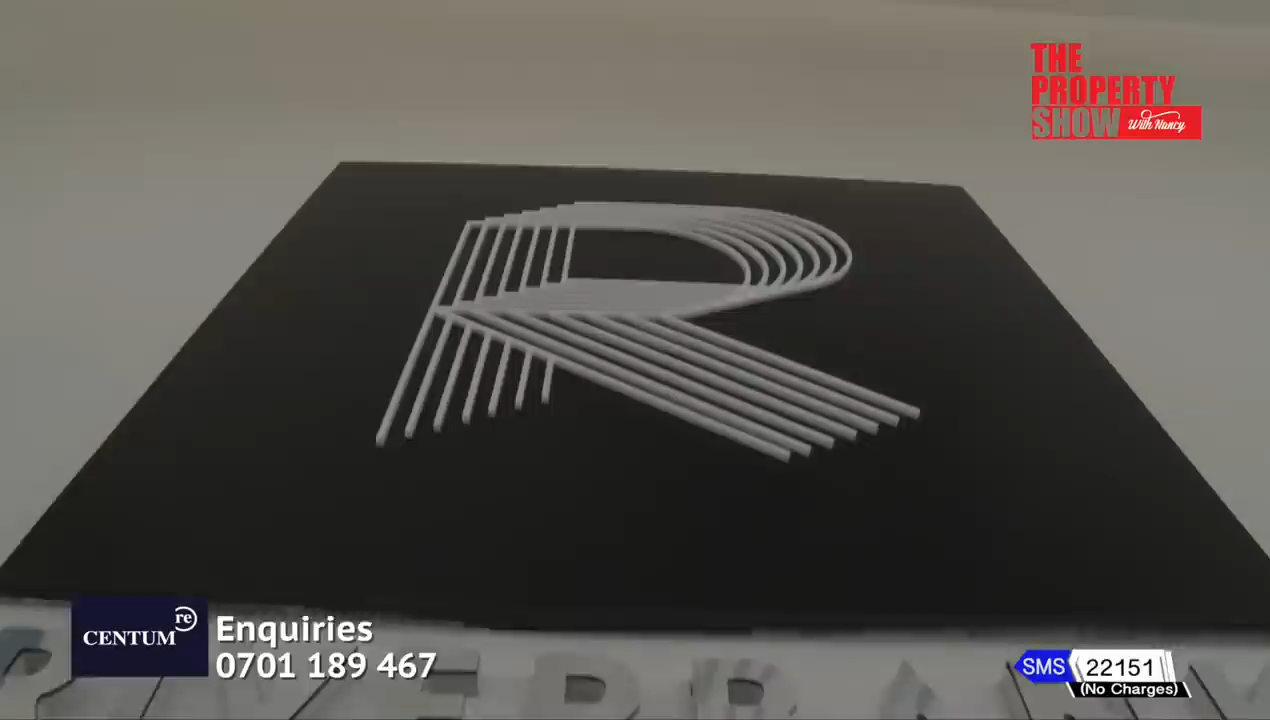 THE
PROPERTY
SHOW With Nancy
R
CENTUM re
Enquiries
0701 189 467
SMS 22151
(No Charges)